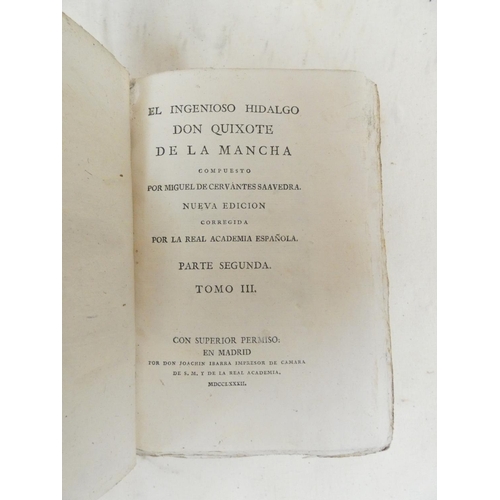 EL INGENIOSO HIDALGO
DON QUIXOTE
DE LA MANCHA
COMPUESTO
POR MIGUEL DE CERVÁNTES SAAVEDRA.
NUEVA EDICION
CORREGIDA
POR LA REAL ACADEMIA ESPAÑOLA.
PARTE SEGUNDA.
TOMO III.
CON SUPERIOR PERMISO:
EN MADRID
POR DON JOACHIN IBARRA IMPRESOR DE CÁMARA
DE S. M. Y DE LA REAL ACADEMIA.
MDCCLXXXII.